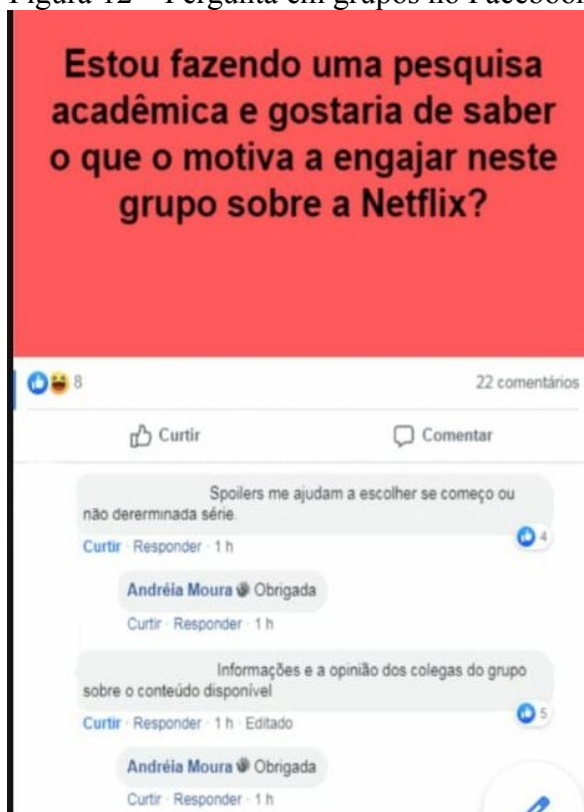 Figura 12 – Pergunta em grupos no Facebook
Estou fazendo uma pesquisa
acadêmica e gostaria de saber
o que o motiva a engajar neste
grupo sobre a Netflix?
8
22 comentários
Curtir
Comentar
Spoilers me ajudam a escolher se começo ou
não dererminada série.
4
Curtir · Responder · 1 h
Andréia Moura Obrigada
Curtir · Responder · 1 h
Informações e a opinião dos colegas do grupo
sobre o conteúdo disponível
5
Curtir · Responder · 1 h · Editado
Andréia Moura Obrigada
Curtir · Responder · 1 h